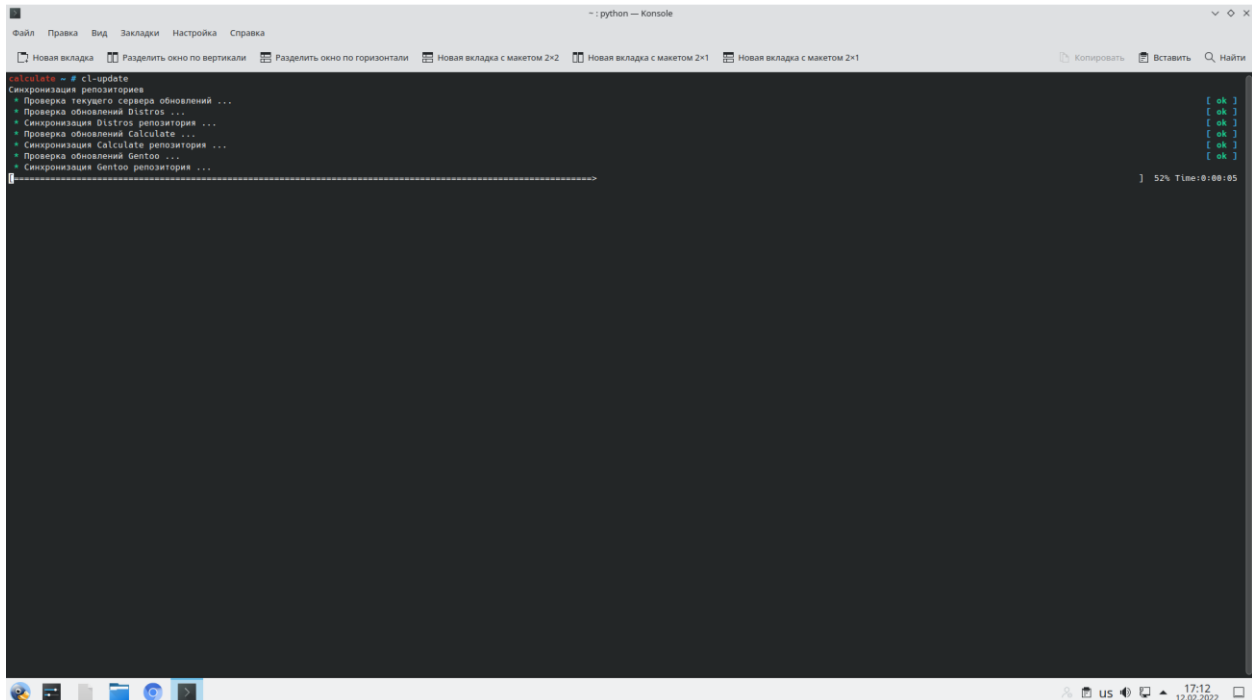 ~ : python — Konsole
Файл Правка Вид Закладки Настройка Справка
Новая вкладка Разделить окно по вертикали Разделить окно по горизонтали Новая вкладка с макетом 2×2 Новая вкладка с макетом 2×1 Новая вкладка с макетом 2×1 Копировать Вставить Найти
calculate ~ # cl-update
Синхронизация репозиториев
* Проверка текущего сервера обновлений ... [ ok ]
* Проверка обновлений Distros ... [ ok ]
* Синхронизация Distros репозитория ... [ ok ]
* Проверка обновлений Calculate ... [ ok ]
* Синхронизация Calculate репозитория ... [ ok ]
* Проверка обновлений Gentoo ... [ ok ]
* Синхронизация Gentoo репозитория ...
[==============================================================================================================> ] 52% Time:0:00:05
us 17:12
12.02.2022